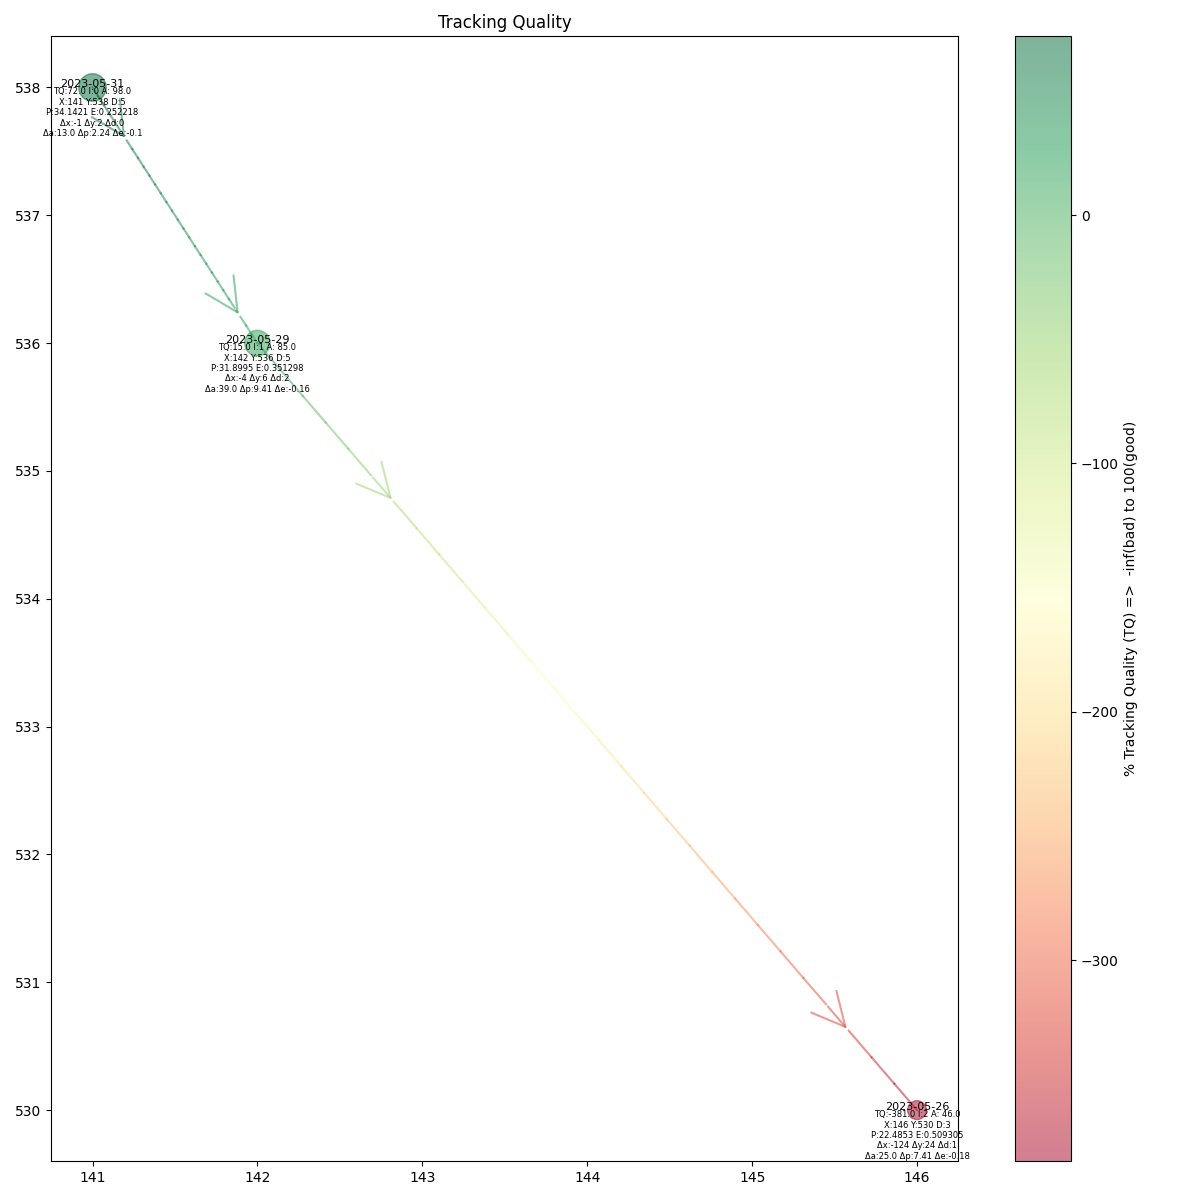 Tracking Quality
538
537
536
535
534
533
532
531
530
2023-05-31
TQ:72.0 I:0 A: 98.0
X:141 Y:538 D:5
P:34.1421 E:0.252218
Δx:-1 Δy:2 Δd:0
Δa:13.0 Δp:2.24 Δe:-0.1
2023-05-29
TQ:15.0 I:1 A: 85.0
X:142 Y:536 D:5
P:31.8995 E:0.351298
Δx:-4 Δy:6 Δd:2
Δa:39.0 Δp:9.41 Δe:-0.16
2023-05-26
TQ:-381.0 I:2 A: 46.0
X:146 Y:530 D:3
P:22.4853 E:0.509305
Δx:-124 Δy:24 Δd:1
Δa:25.0 Δp:7.41 Δe:-0.18
141
142
143
144
145
146
0
−100
−200
−300
% Tracking Quality (TQ) => -inf(bad) to 100(good)